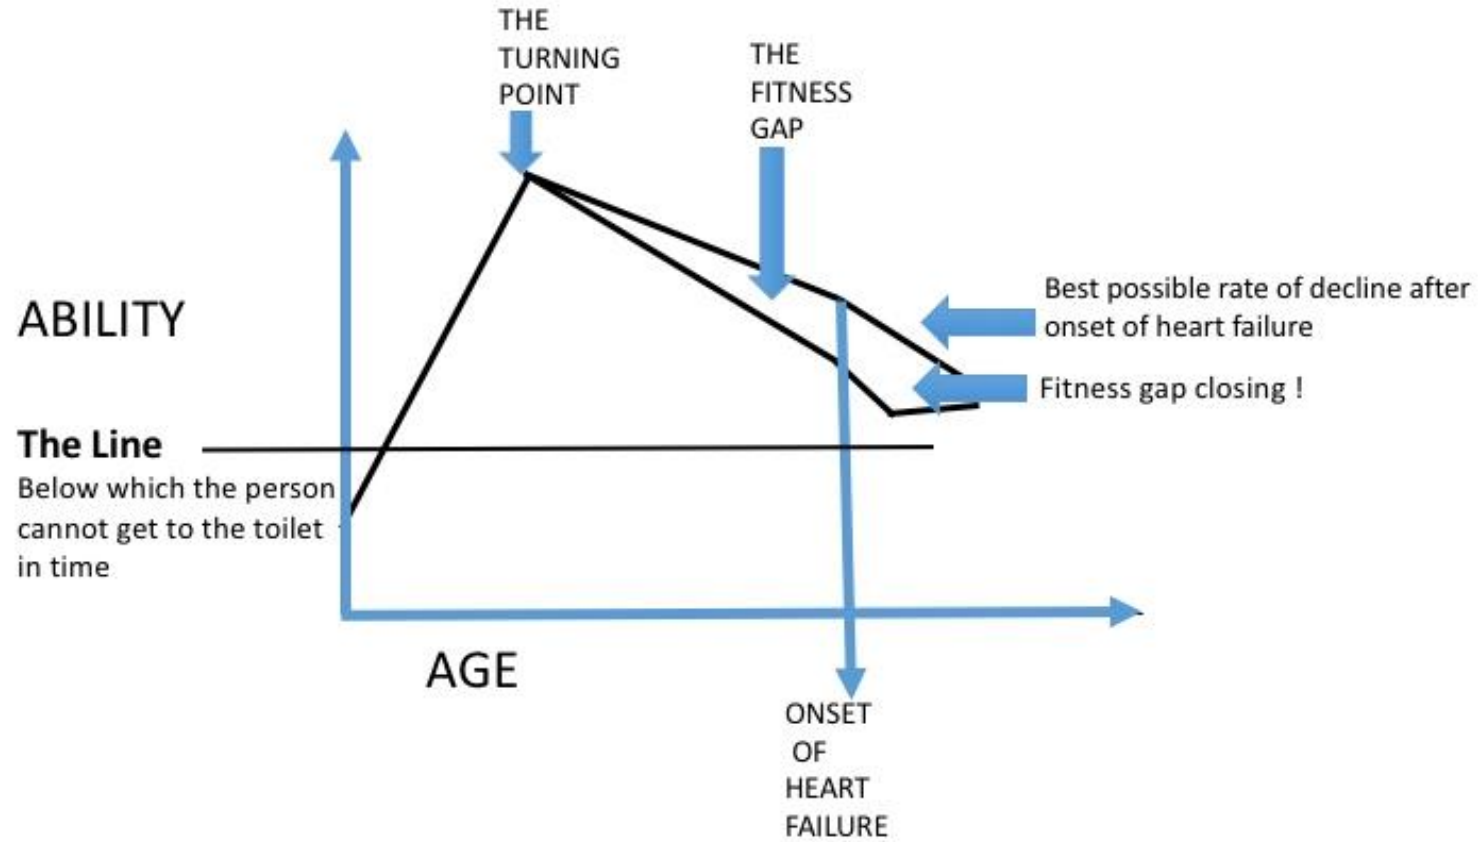 THE
TURNING
POINT
THE
FITNESS
GAP
ABILITY
Best possible rate of decline after
onset of heart failure
Fitness gap closing !
The Line
Below which the person
cannot get to the toilet
in time
AGE
ONSET
OF
HEART
FAILURE